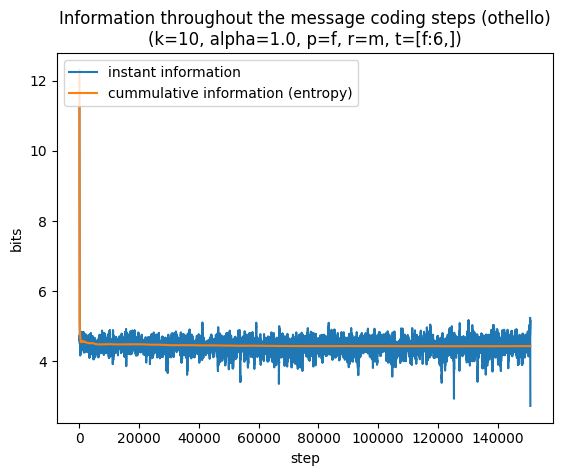 Information throughout the message coding steps (othello)
(k=10, alpha=1.0, p=f, r=m, t=[f:6,])
instant information
cummulative information (entropy)
12
10
8
6
4
bits
0 20000 40000 60000 80000 100000 120000 140000
step